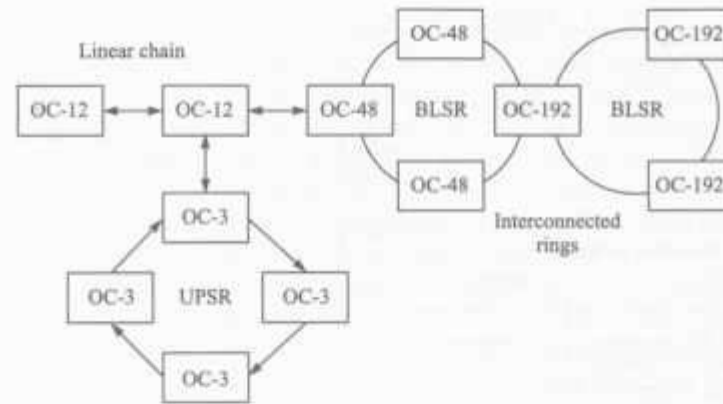 OC-48
OC-192
Linear chain
OC-12
OC-12
OC-48
BLSR
OC-192
BLSR
OC-48
OC-192
OC-3
Interconnected
rings
OC-3
UPSR
OC-3
OC-3